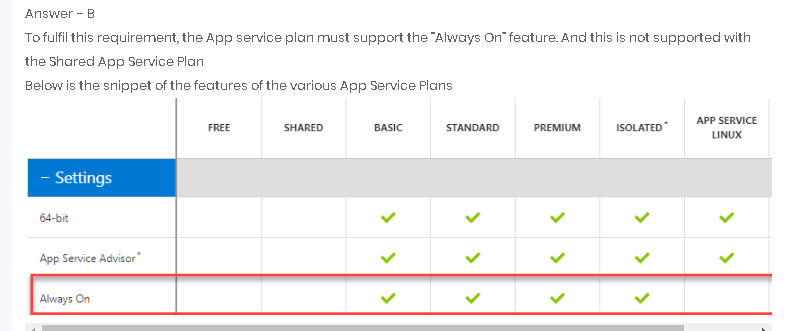 Answer – B
To fulfil this requirement, the App service plan must support the "Always On" feature. And this is not supported with
the Shared App Service Plan
Below is the snippet of the features of the various App Service Plans
FREE SHARED BASIC STANDARD PREMIUM ISOLATED * APP SERVICE LINUX
− Settings
64-bit
App Service Advisor *
Always On